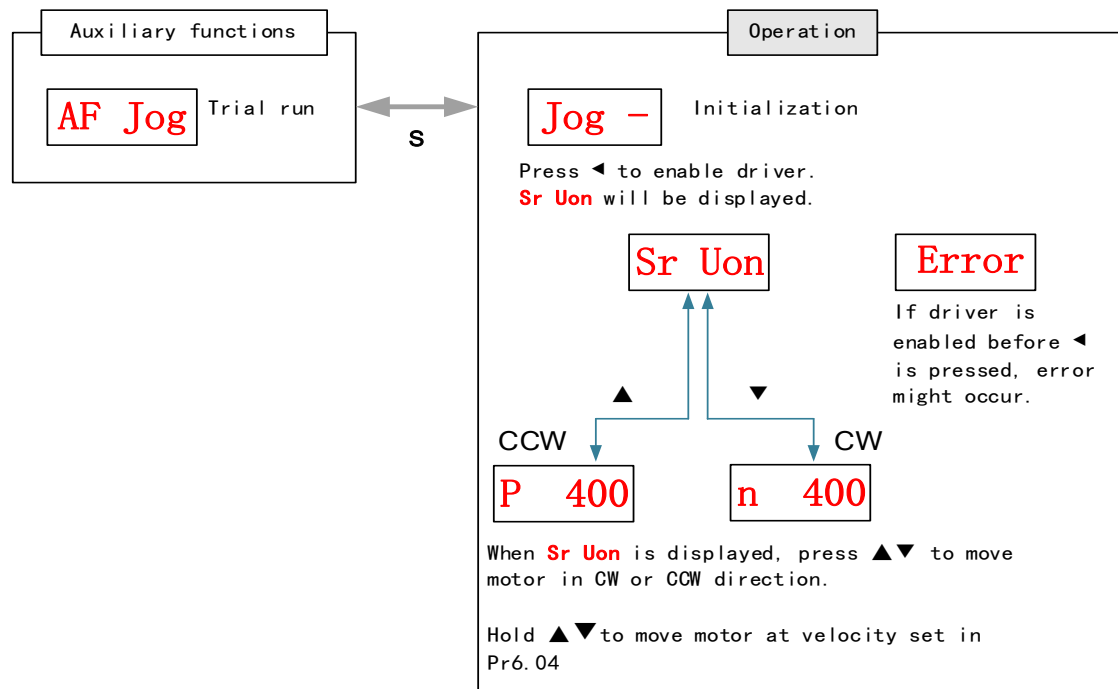 Auxiliary functions
AF Jog
Trial run
S
Operation
Jog -
Initialization
Press ◀ to enable driver.
Sr Uon will be displayed.
Sr Uon
Error
If driver is
enabled before ◀
is pressed, error
might occur.
▲
▼
CCW
CW
P 400
n 400
When Sr Uon is displayed, press ▲▼ to move
motor in CW or CCW direction.
Hold ▲▼to move motor at velocity set in
Pr6.04